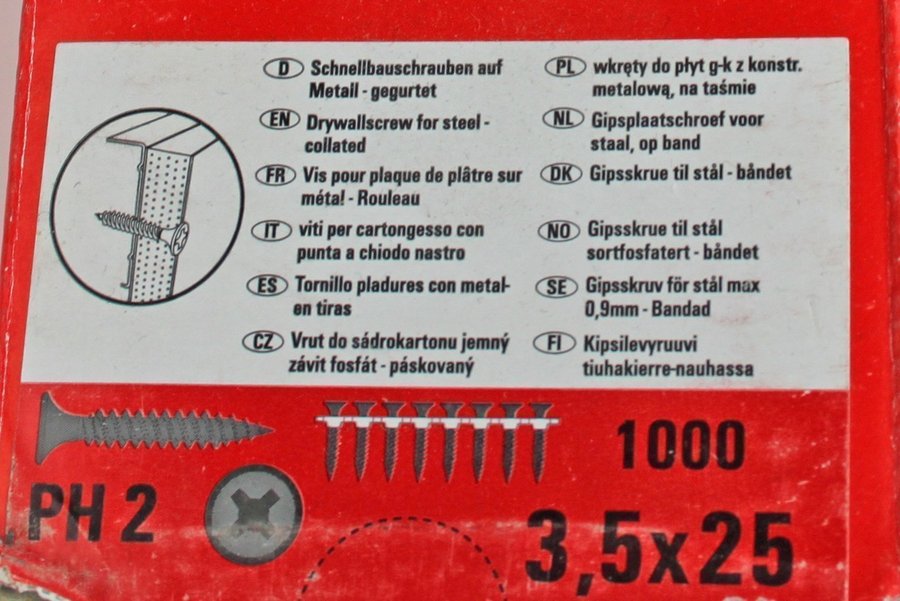 D Schnellbauschrauben auf
Metall - gegurtet
EN Drywallscrew for steel -
collated
FR Vis pour plaque de plâtre sur
métal - Rouleau
IT viti per cartongesso con
punta a chiodo nastro
ES Tornillo pladures con metal-
en tiras
CZ Vrut do sádrokartonu jemný
závit fosfát - páskovaný
PL wkręty do płyt g-k z konstr.
metalową, na taśmie
NL Gipsplaatschroef voor
staal, op band
DK Gipsskrue til stål - båndet
NO Gipsskrue til stål
sortfosfatert - båndet
SE Gipsskruv för stål max
0,9mm - Bandad
FI Kipsilevyruuvi
tiuhakierre-nauhassa
1000
PH 2
3,5x25